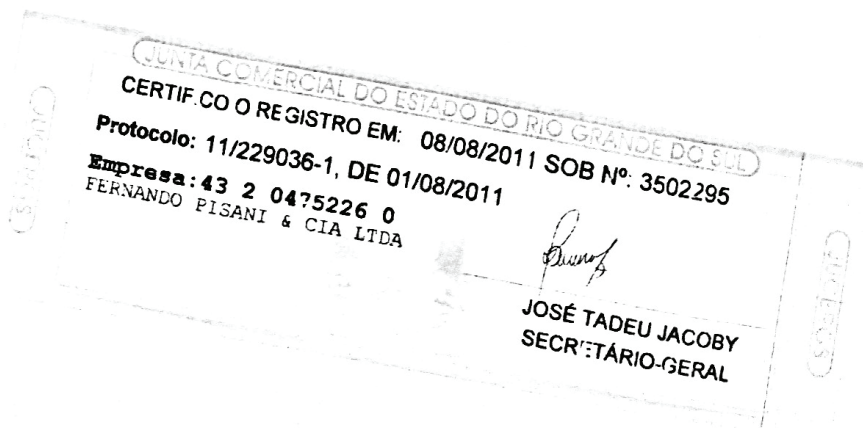 JUNTA COMERCIAL DO ESTADO DO RIO GRANDE DO SUL
CERTIF.CO O REGISTRO EM: 08/08/2011 SOB Nº: 3502295
Protocolo: 11/229036-1, DE 01/08/2011
Empresa:43 2 0475226 0
FERNANDO PISANI & CIA LTDA
JOSÉ TADEU JACOBY
SECRETÁRIO-GERAL